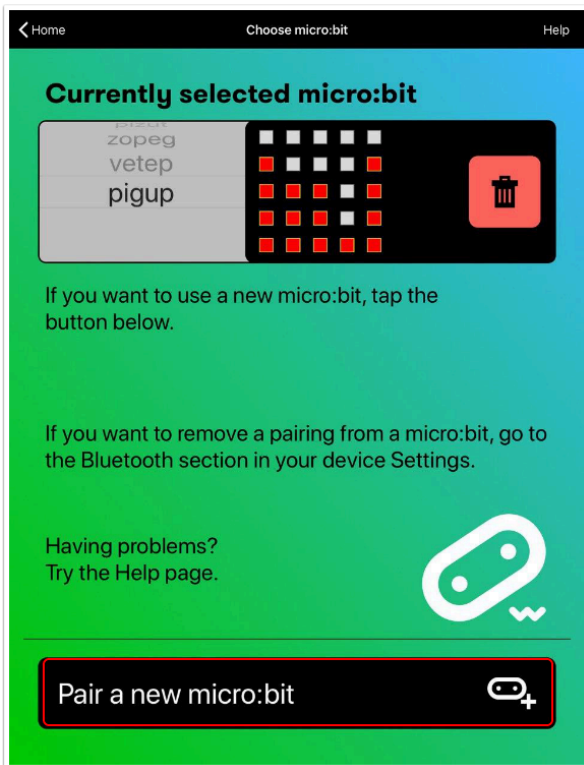 Home
Choose micro:bit
Help
Currently selected micro:bit
zopeg
vetep
pigup
If you want to use a new micro:bit, tap the
button below.
If you want to remove a pairing from a micro:bit, go to
the Bluetooth section in your device Settings.
Having problems?
Try the Help page.
Pair a new micro:bit